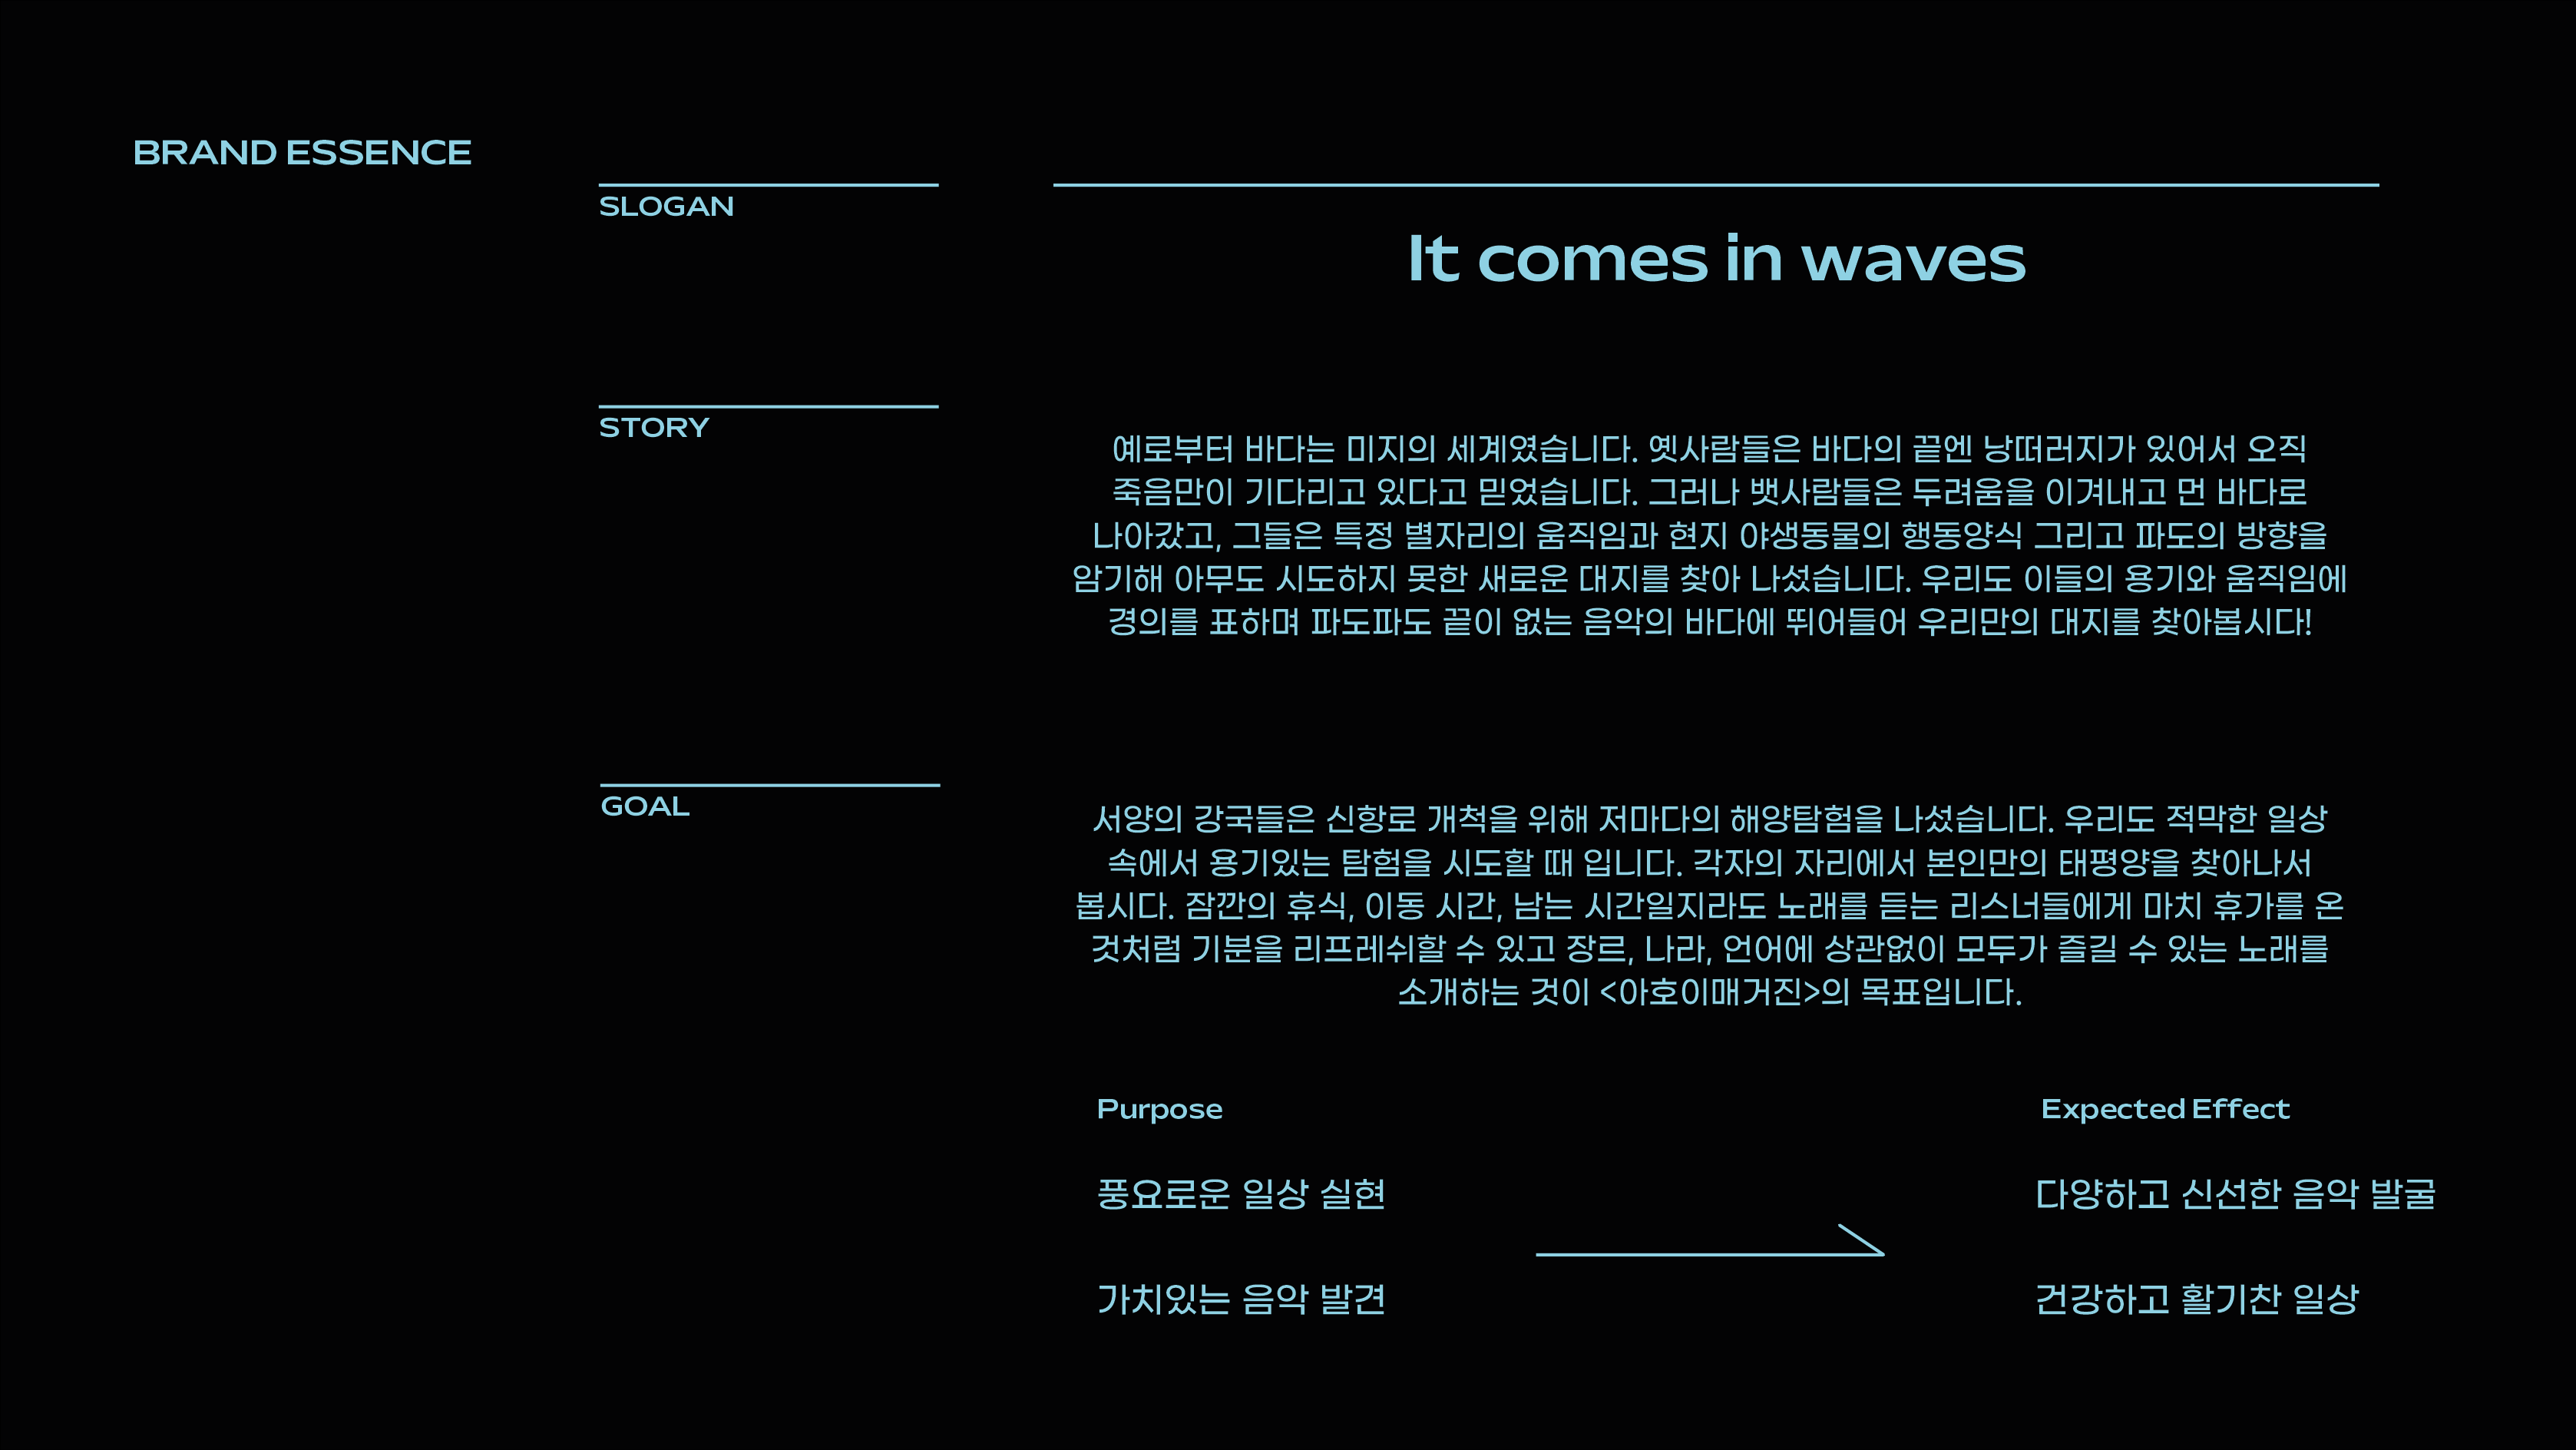 BRAND ESSENCE
SLOGAN
It comes in waves
STORY
예로부터 바다는 미지의 세계였습니다. 옛사람들은 바다의 끝엔 낭떠러지가 있어서 오직
죽음만이 기다리고 있다고 믿었습니다. 그러나 뱃사람들은 두려움을 이겨내고 먼 바다로
나아갔고, 그들은 특정 별자리의 움직임과 현지 야생동물의 행동양식 그리고 파도의 방향을
암기해 아무도 시도하지 못한 새로운 대지를 찾아 나섰습니다. 우리도 이들의 용기와 움직임에
경의를 표하며 파도파도 끝이 없는 음악의 바다에 뛰어들어 우리만의 대지를 찾아봅시다!
GOAL
서양의 강국들은 신항로 개척을 위해 저마다의 해양탐험을 나섰습니다. 우리도 적막한 일상
속에서 용기있는 탐험을 시도할 때 입니다. 각자의 자리에서 본인만의 태평양을 찾아나서
봅시다. 잠깐의 휴식, 이동 시간, 남는 시간일지라도 노래를 듣는 리스너들에게 마치 휴가를 온
것처럼 기분을 리프레쉬할 수 있고 장르, 나라, 언어에 상관없이 모두가 즐길 수 있는 노래를
소개하는 것이 <아호이매거진>의 목표입니다.
Purpose
풍요로운 일상 실현
가치있는 음악 발견
Expected Effect
다양하고 신선한 음악 발굴
건강하고 활기찬 일상